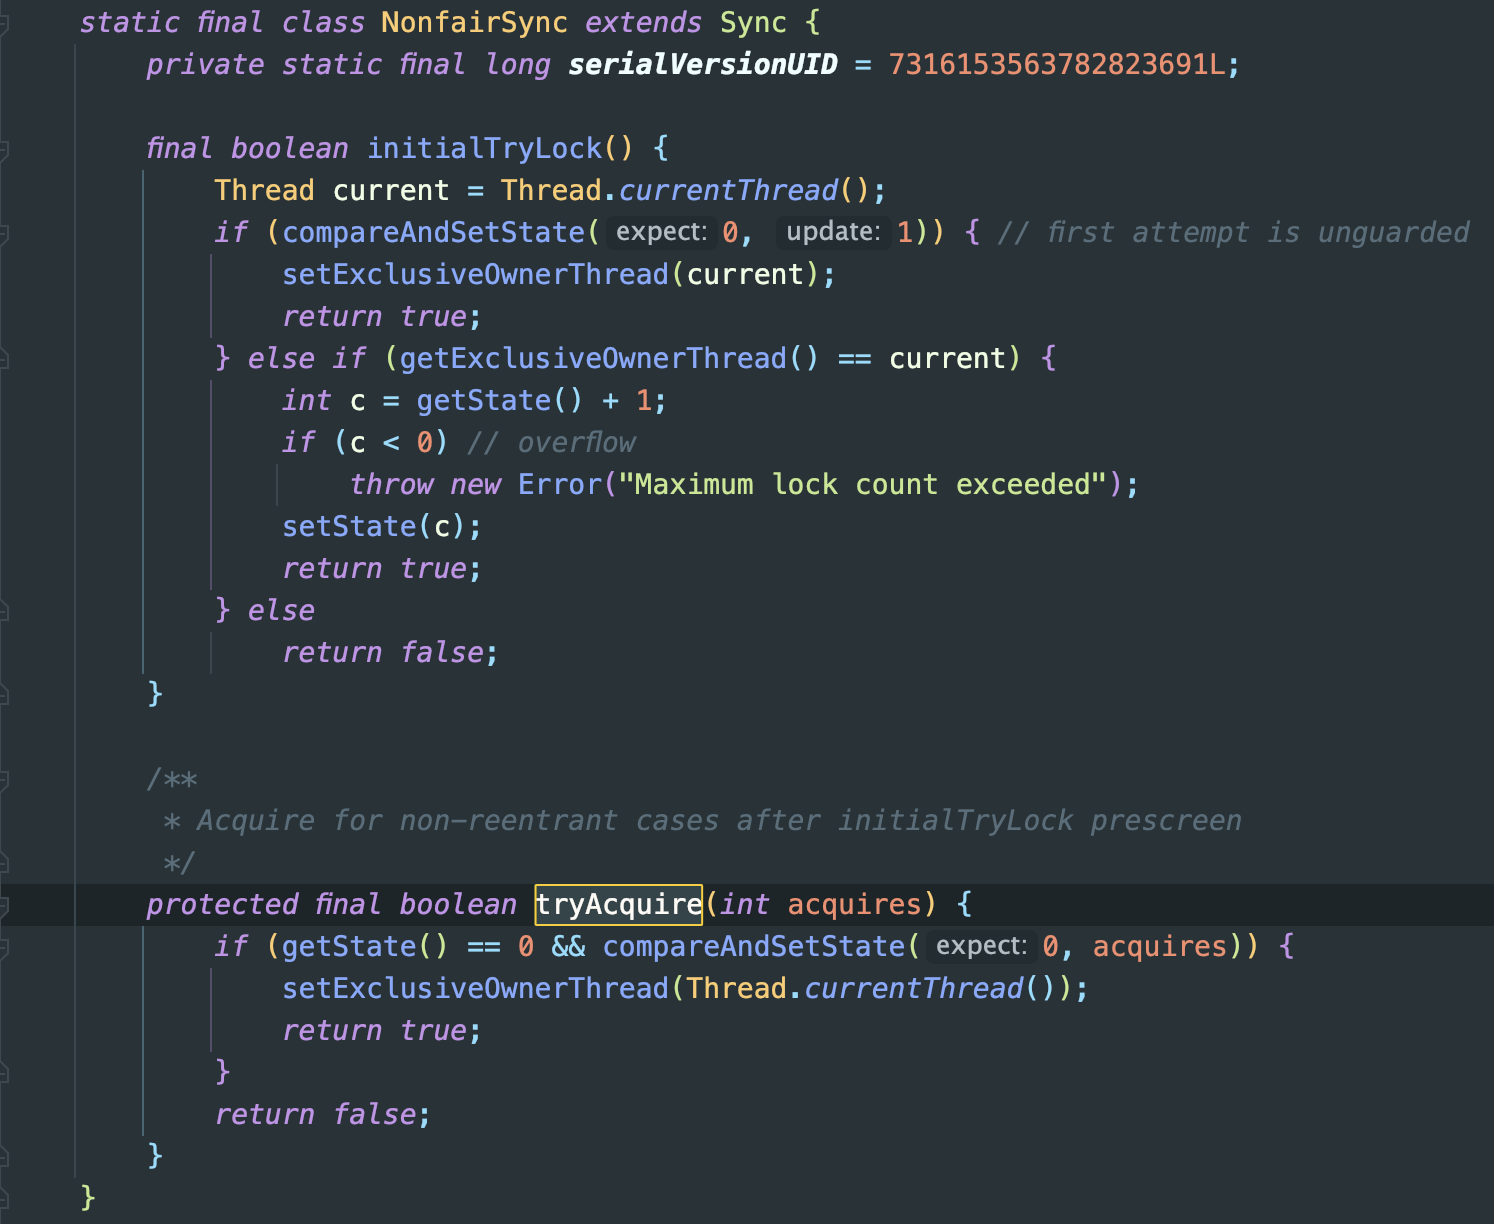 static final class NonfairSync extends Sync {
private static final long serialVersionUID = 7316153563782823691L;
final boolean initialTryLock() {
Thread current = Thread.currentThread();
if (compareAndSetState( expect: 0, update: 1)) { // first attempt is unguarded
setExclusiveOwnerThread(current);
return true;
} else if (getExclusiveOwnerThread() == current) {
int c = getState() + 1;
if (c < 0) // overflow
throw new Error("Maximum lock count exceeded");
setState(c);
return true;
} else
return false;
}
/**
* Acquire for non-reentrant cases after initialTryLock prescreen
*/
protected final boolean tryAcquire(int acquires) {
if (getState() == 0 && compareAndSetState( expect: 0, acquires)) {
setExclusiveOwnerThread(Thread.currentThread());
return true;
}
return false;
}
}